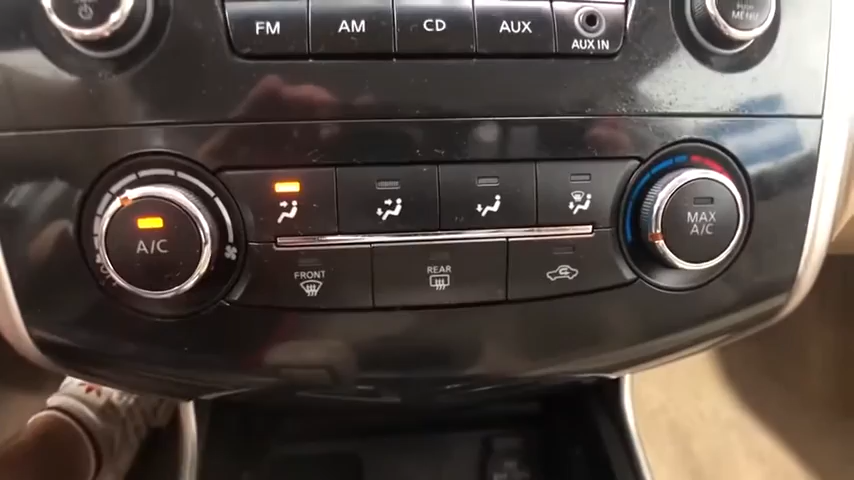 FM AM CD AUX
AUX IN
MENU
A/C
MAX
A/C
FRONT
REAR